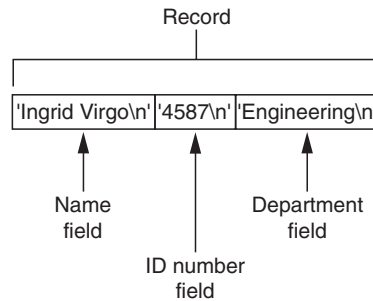 Record
'Ingrid Virgo\n' '4587\n' 'Engineering\n
Name
field
Department
field
ID number
field